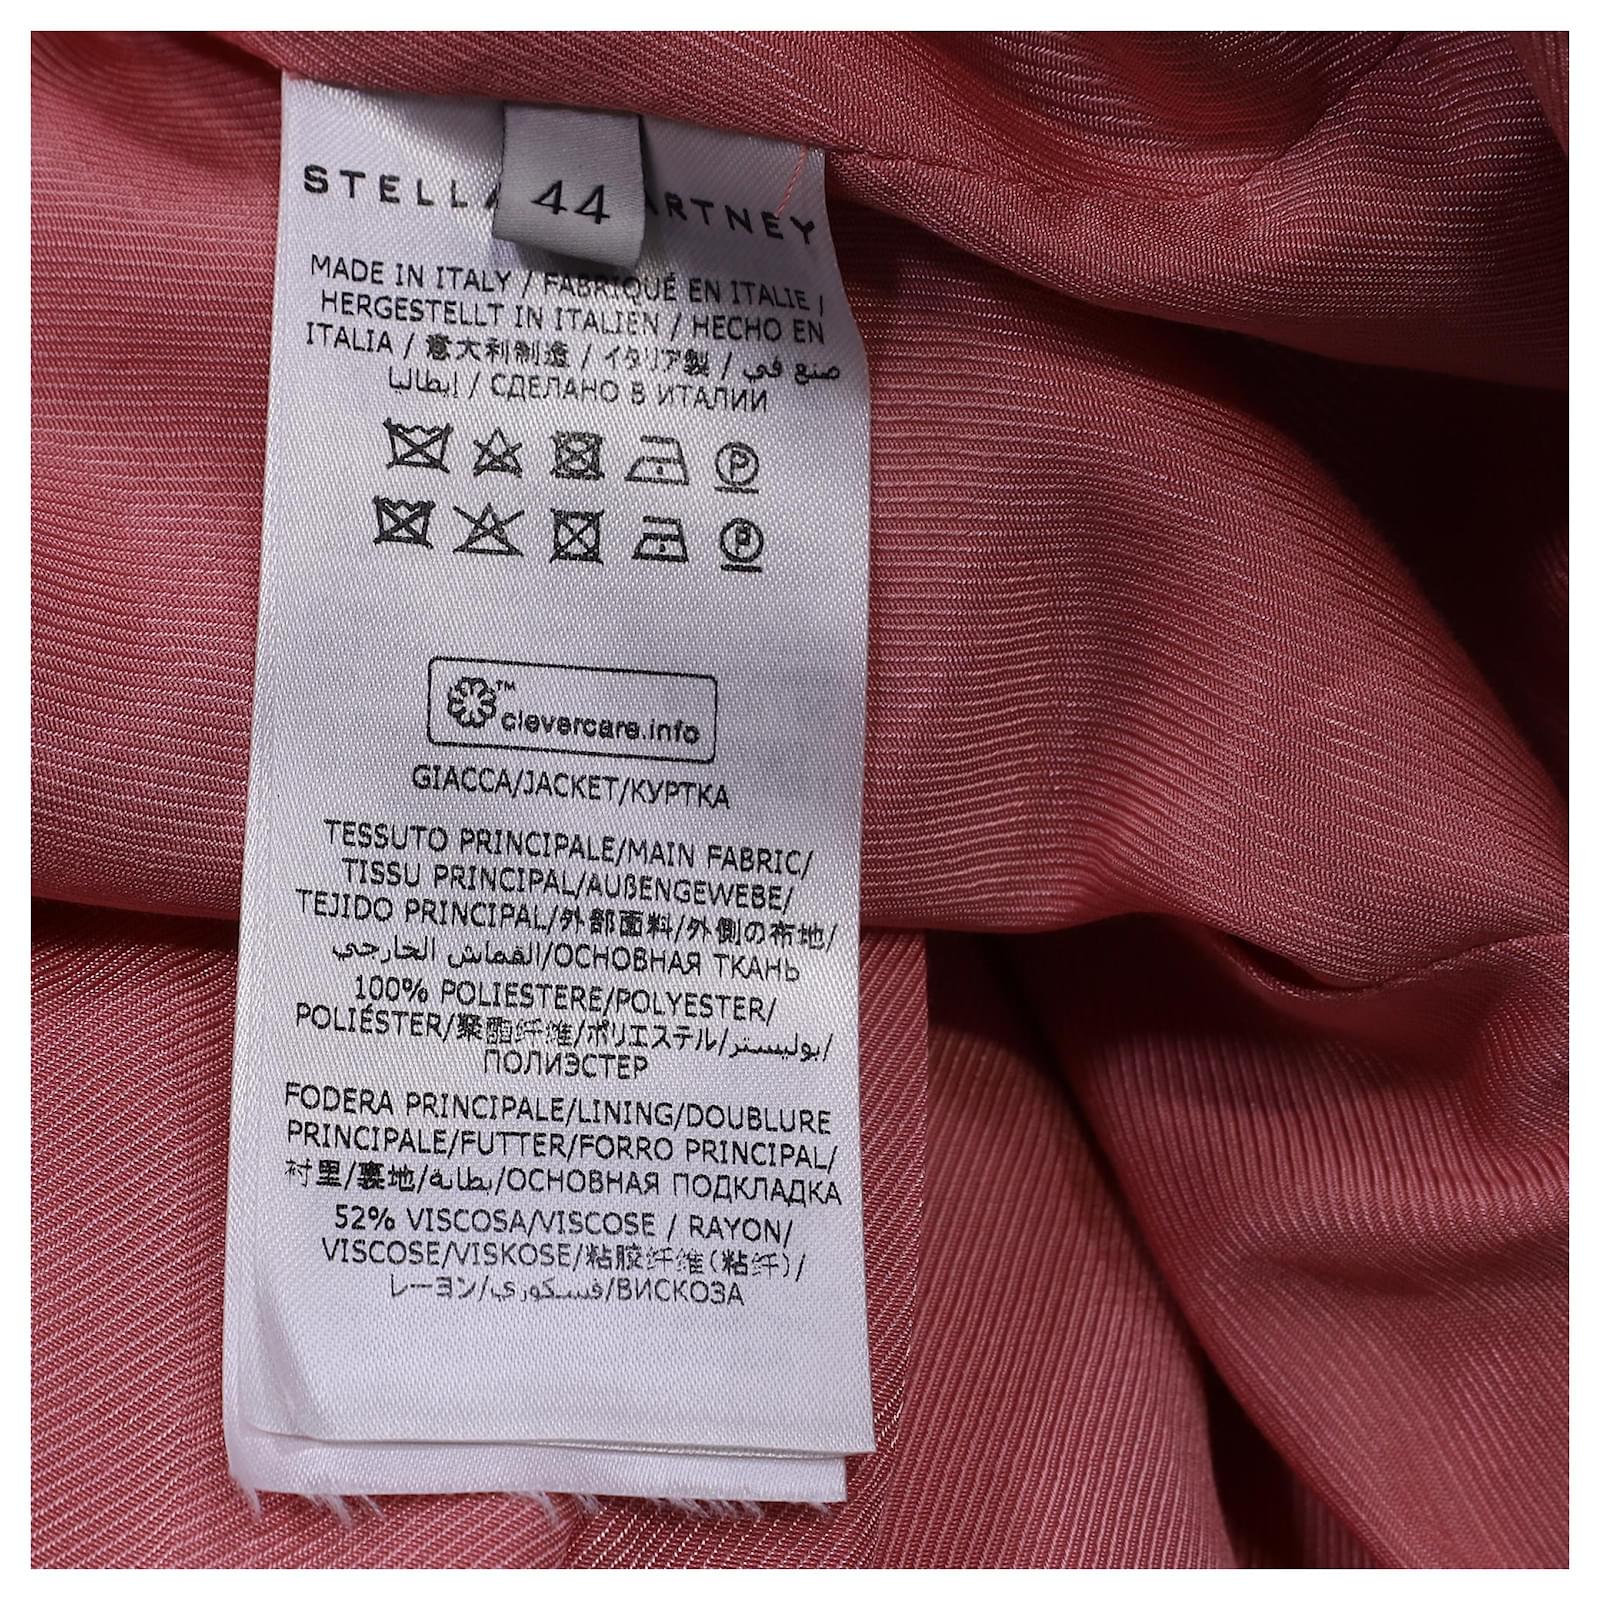 STELLA 44 ARTNEY
MADE IN ITALY / FABRIQUÉ EN ITALIE /
HERGESTELLT IN ITALIEN / HECHO EN
ITALIA / 意大利制造 / イタリア製 / صنع في
إيطاليا / СДЕЛАНО В ИТАЛИИ
P
™
clevercare.info
GIACCA/JACKET/КУРТКА
TESSUTO PRINCIPALE/MAIN FABRIC/
TISSU PRINCIPAL/AUßENGEWEBE/
TEJIDO PRINCIPAL/外部面料/外側の布地/
القماش الخارجي/ОСНОВНАЯ ТКАНЬ
100% POLIESTERE/POLYESTER/
POLIÉSTER/聚酯纤维/ポリエステル/بوليستر/
ПОЛИЭСТЕР
FODERA PRINCIPALE/LINING/DOUBLURE
PRINCIPALE/FUTTER/FORRO PRINCIPAL/
衬里/裏地/بطانة/ОСНОВНАЯ ПОДКЛАДКА
52% VISCOSA/VISCOSE / RAYON/
VISCOSE/VISKOSE/粘胶纤维(粘纤)/
レーヨン/فسكوري/ВИСКОЗА